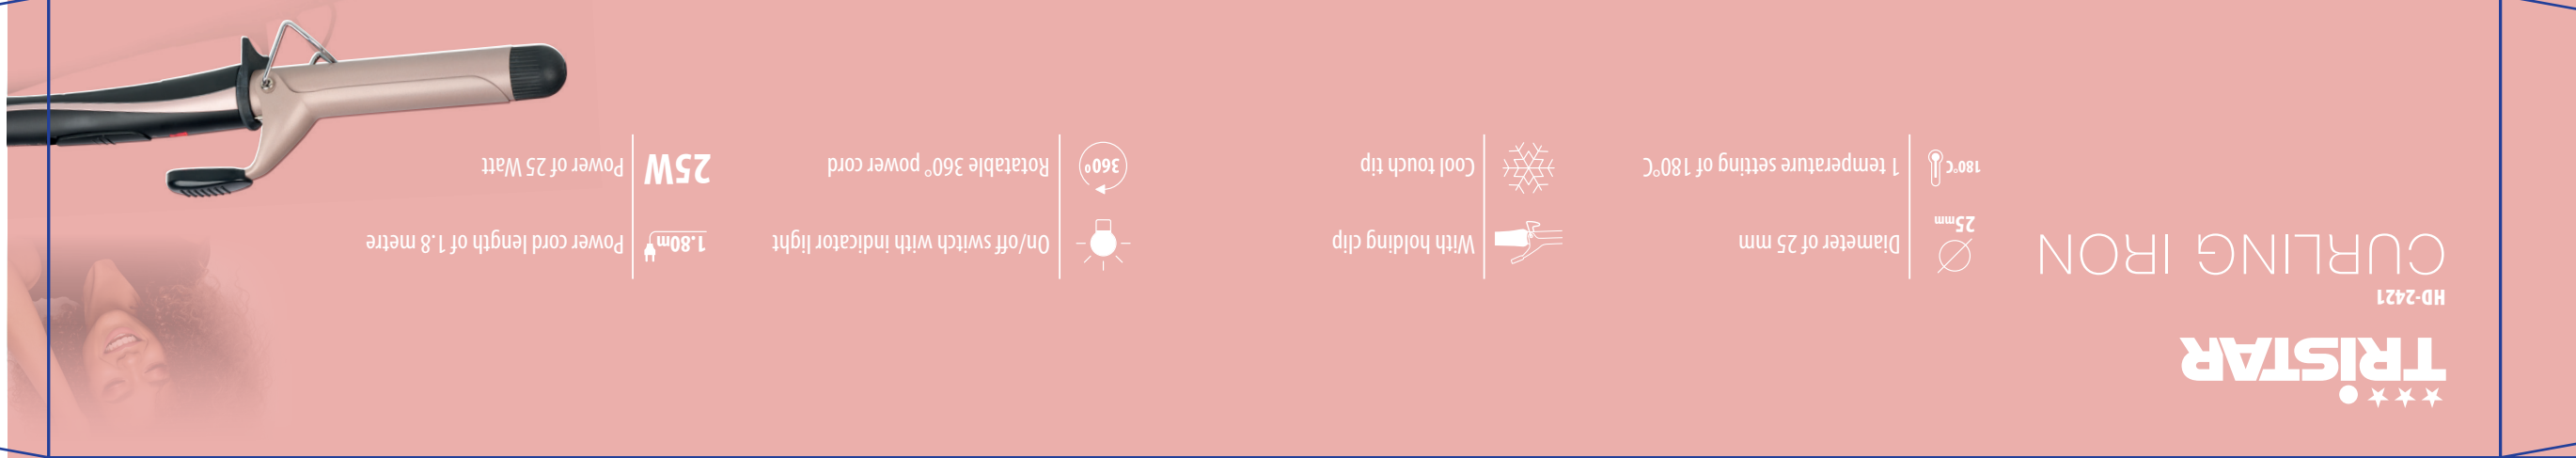 TRISTAR
HD-2421
CURLING IRON
25mm
Diameter of 25 mm
180°C
1 temperature setting of 180°C
With holding clip
Cool touch tip
On/off switch with indicator light
360°
Rotatable 360° power cord
1.80m
Power cord length of 1.8 metre
25W
Power of 25 Watt